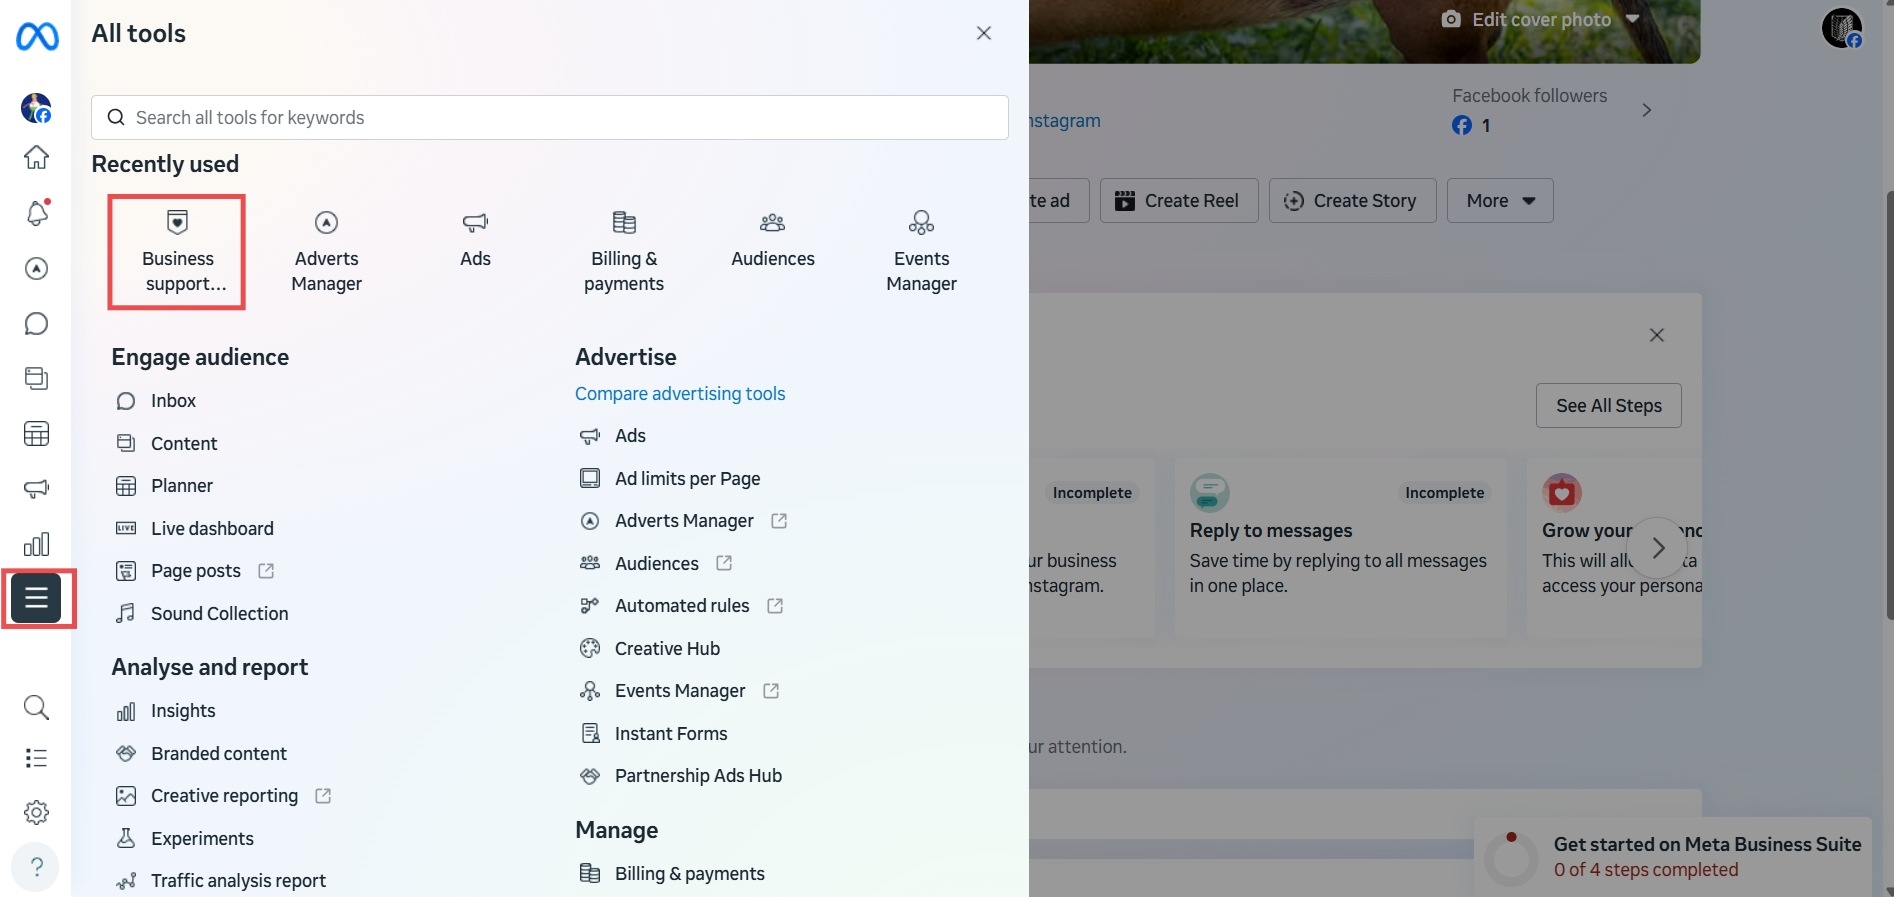 All tools
Search all tools for keywords
Recently used
Business support...
Adverts Manager
Ads
Billing & payments
Audiences
Events Manager
Engage audience
Inbox
Content
Planner
LIVE Live dashboard
Page posts
Sound Collection
Analyse and report
Insights
Branded content
Creative reporting
Experiments
Traffic analysis report
Advertise
Compare advertising tools
Ads
Ad limits per Page
Adverts Manager
Audiences
Automated rules
Creative Hub
Events Manager
Instant Forms
Partnership Ads Hub
Manage
Billing & payments
?
Edit cover photo
nstagram
Facebook followers
1
te ad
Create Reel
Create Story
More
See All Steps
Incomplete
ur business
nstagram.
Incomplete
Reply to messages
Save time by replying to all messages
in one place.
Grow your
This will
access your persona
ur attention.
Get started on Meta Business Suite
0 of 4 steps completed